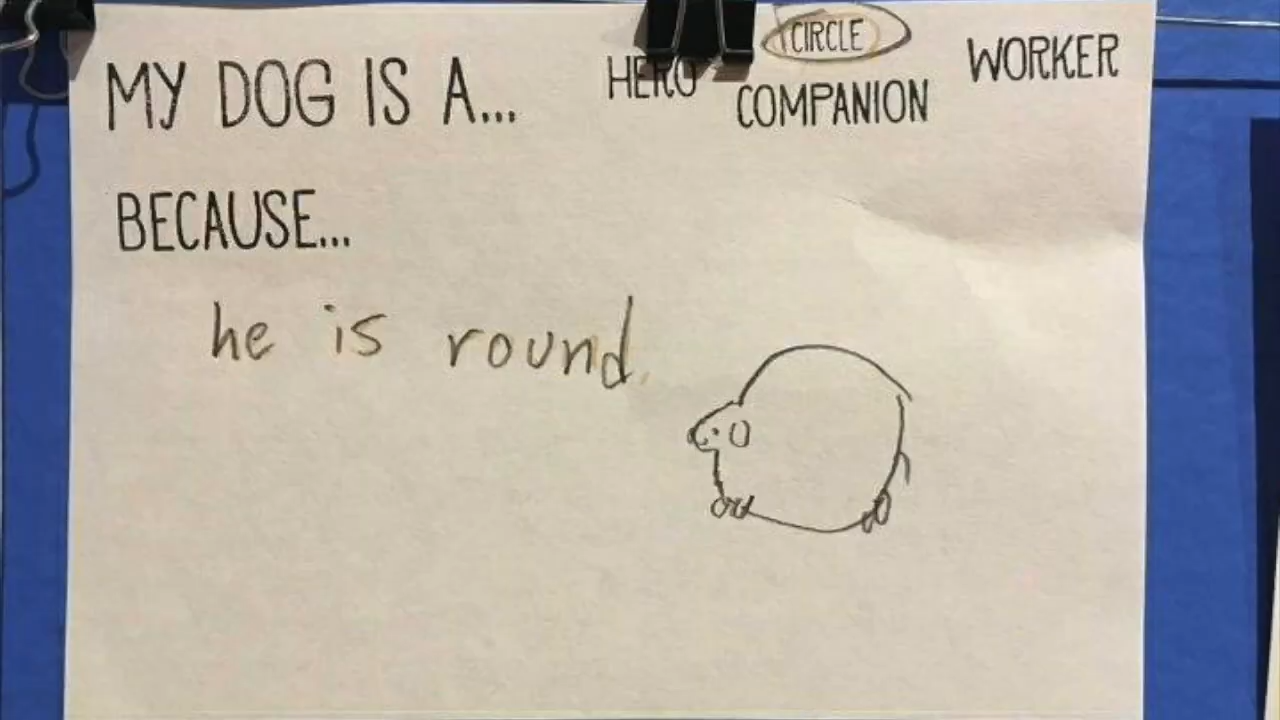 MY DOG IS A... HERO CIRCLE WORKER
COMPANION
BECAUSE...
he is round.